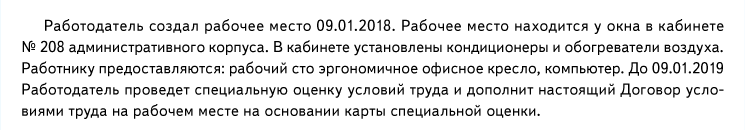 Работодатель создал рабочее место 09.01.2018. Рабочее место находится у окна в кабинете
№ 208 административного корпуса. В кабинете установлены кондиционеры и обогреватели воздуха.
Работнику предоставляются: рабочий сто эргономичное офисное кресло, компьютер. До 09.01.2019
Работодатель проведет специальную оценку условий труда и дополнит настоящий Договор усло-
виями труда на рабочем месте на основании карты специальной оценки.